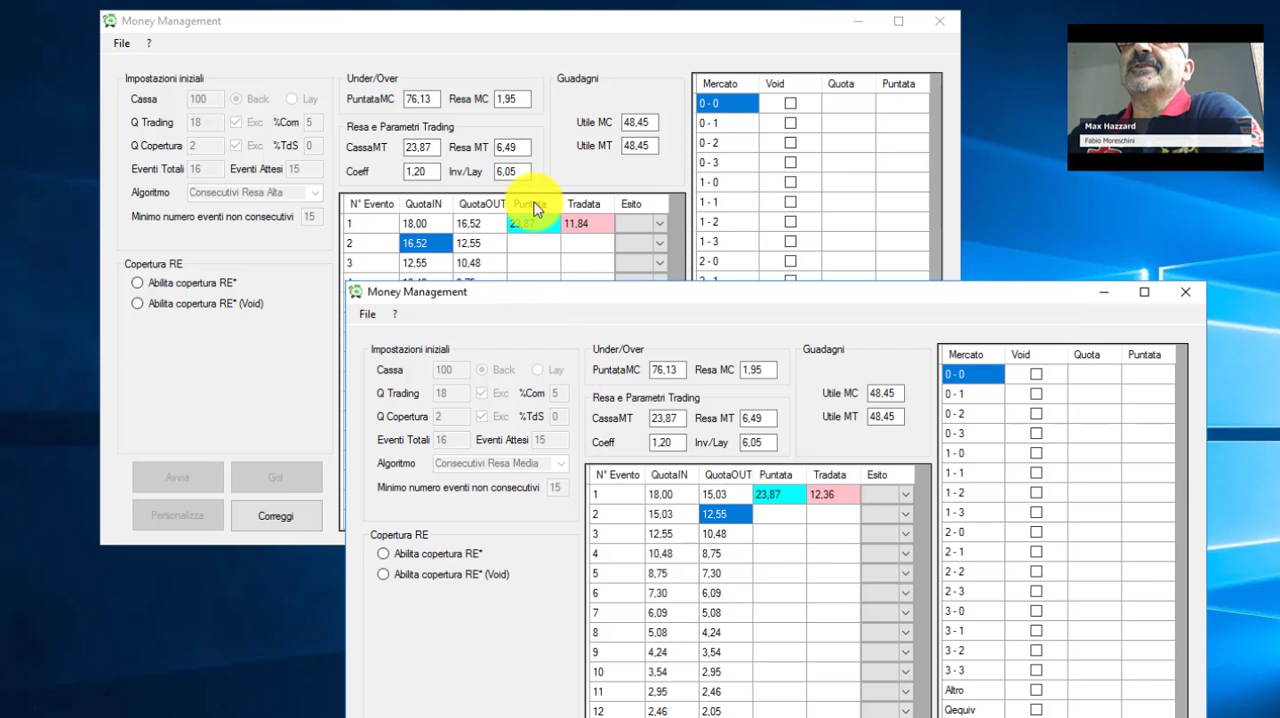 Money Management
File ?
Impostazioni iniziali
Cassa 100 Back Lay
Q Trading 18 Exc %Com 5
Q Copertura 2 Exc %TdS 0
Eventi Totali 16 Eventi Attesi 15
Algoritmo Consecutivi Resa Alta
Minimo numero eventi non consecutivi 15
Copertura RE
Abilita copertura RE*
Abilita copertura RE* (Void)
Avvia Gol
Personalizza Correggi
Under/Over
PuntataMC 76,13 Resa MC 1,95
Resa e Parametri Trading
CassaMT 23,87 Resa MT 6,49
Coeff 1,20 Inv/Lay 6,05
Guadagni
Utile MC 48,45
Utile MT 48,45
N° Evento QuotaIN QuotaOUT Puntata Tradata Esito
1 18,00 16,52 23,87 11,84
2 16,52 12,55
3 12,55 10,48
Mercato Void Quota Puntata
0 - 0
0 - 1
0 - 2
0 - 3
1 - 0
1 - 1
1 - 2
1 - 3
2 - 0
Max Hazzard
Fabio Moreschini
Money Management
File ?
Impostazioni iniziali
Cassa 100 Back Lay
Q Trading 18 Exc %Com 5
Q Copertura 2 Exc %TdS 0
Eventi Totali 16 Eventi Attesi 15
Algoritmo Consecutivi Resa Media
Minimo numero eventi non consecutivi 15
Copertura RE
Abilita copertura RE*
Abilita copertura RE* (Void)
Under/Over
PuntataMC 76,13 Resa MC 1,95
Resa e Parametri Trading
CassaMT 23,87 Resa MT 6,49
Coeff 1,20 Inv/Lay 6,05
Guadagni
Utile MC 48,45
Utile MT 48,45
N° Evento QuotaIN QuotaOUT Puntata Tradata Esito
1 18,00 15,03 23,87 12,36
2 15,03 12,55
3 12,55 10,48
4 10,48 8,75
5 8,75 7,30
6 7,30 6,09
7 6,09 5,08
8 5,08 4,24
9 4,24 3,54
10 3,54 2,95
11 2,95 2,46
12 2,46 2,05
Mercato Void Quota Puntata
0 - 0
0 - 1
0 - 2
0 - 3
1 - 0
1 - 1
1 - 2
1 - 3
2 - 0
2 - 1
2 - 2
2 - 3
3 - 0
3 - 1
3 - 2
3 - 3
Altro
Qequiv